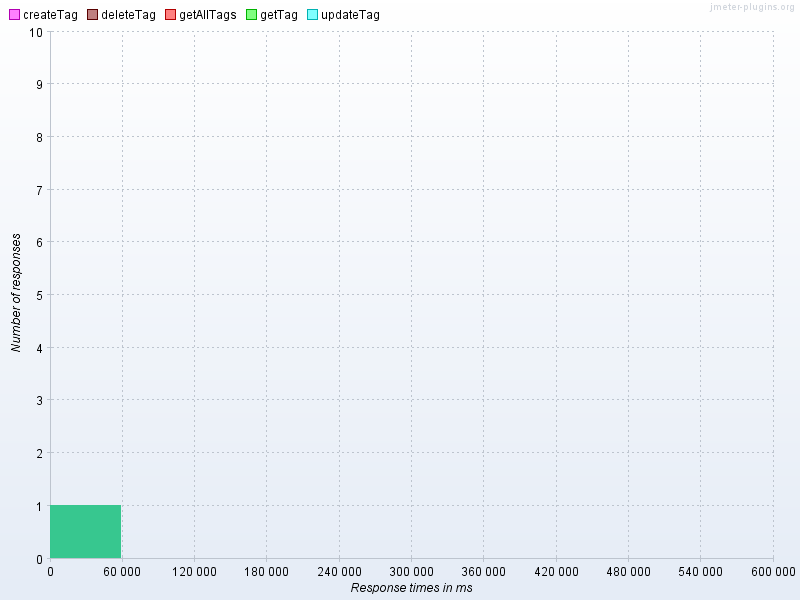 createTag deleteTag getAllTags getTag updateTag
jmeter-plugins.org
10
9
8
7
6
5
4
3
2
1
0
Number of responses
0 60 000 120 000 180 000 240 000 300 000 360 000 420 000 480 000 540 000 600 000
Response times in ms